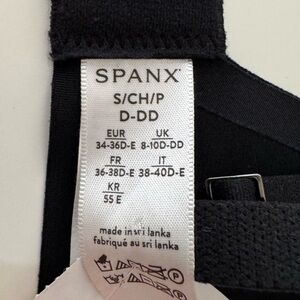 SPANX
S/CH/P
D-DD
EUR UK
34-36D-E 8-10D-DD
FR IT
36-38D-E 38-40D-E
KR
55 E
made in sri lanka
fabriqué au sri lanka